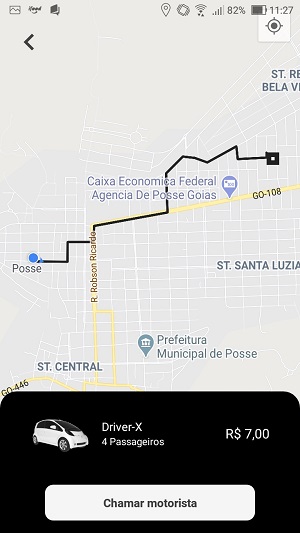 82% 11:27
ST. RE
BELA VI
Caixa Economica Federal
Agencia De Posse Goias
GO-108
R. Robson Ricardo
Posse
ST. SANTA LUZIA
Prefeitura
Municipal de Posse
ST. CENTRAL
GO-446
Driver-X
4 Passageiros
R$ 7,00
Chamar motorista